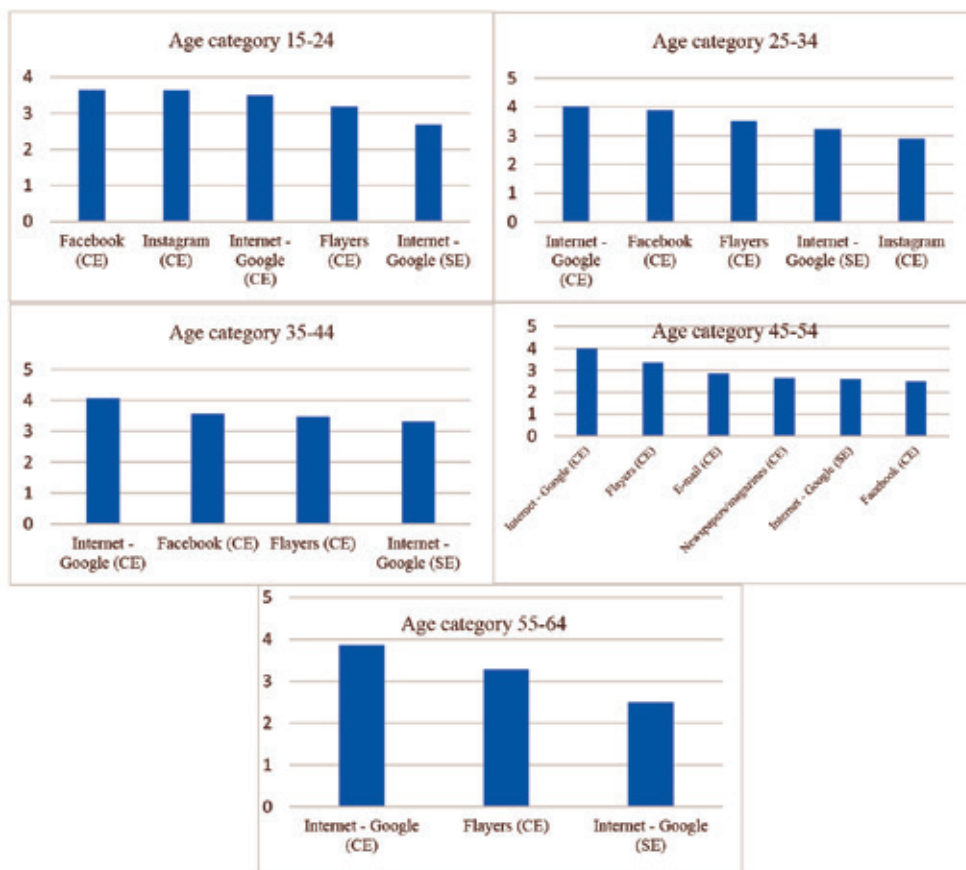 Age category 15-24
4
3
2
1
0
Facebook
(CE)
Instagram
(CE)
Internet -
Google
(CE)
Flayers
(CE)
Internet -
Google (SE)
Age category 25-34
5
4
3
2
1
0
Internet -
Google
(CE)
Facebook
(CE)
Flayers
(CE)
Internet -
Google (SE)
Instagram
(CE)
Age category 35-44
5
4
3
2
1
0
Internet -
Google (CE)
Facebook (CE)
Flayers (CE)
Internet -
Google (SE)
Age category 45-54
5
4
3
2
1
0
Internet - Google (CE)
Flayers (CE)
E-mail (CE)
Newspapers/magazines (CE)
Internet - Google (SE)
Facebook (CE)
Age category 55-64
5
4
3
2
1
0
Internet - Google
(CE)
Flayers (CE)
Internet - Google
(SE)